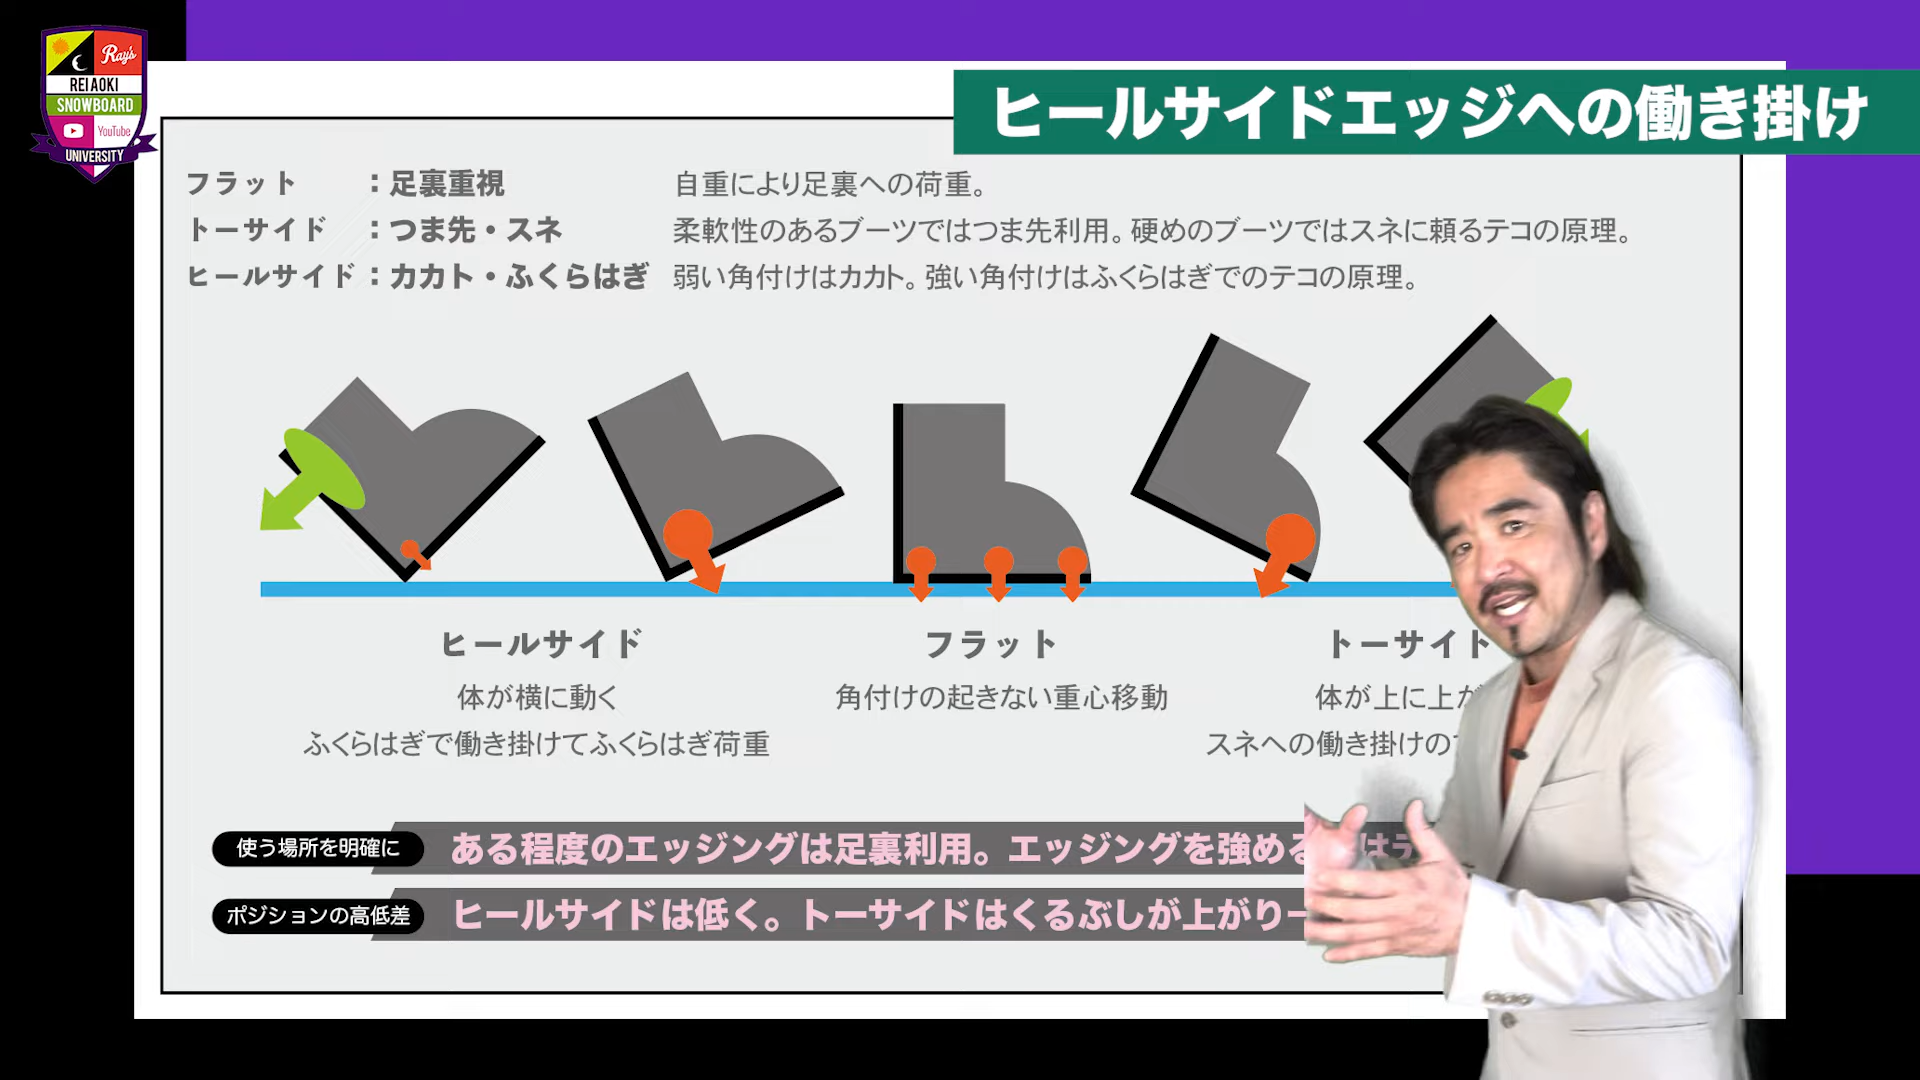 Ray's
REI AOKI
SNOWBOARD
YouTube
UNIVERSITY
ヒールサイドエッジへの働き掛け
フラット ：足裏重視 自重により足裏への荷重。
トーサイド ：つま先・スネ 柔軟性のあるブーツではつま先利用。硬めのブーツではスネに頼るテコの原理。
ヒールサイド：カカト・ふくらはぎ 弱い角付けはカカト。強い角付けはふくらはぎでのテコの原理。
ヒールサイド フラット トーサイド
体が横に動く 角付けの起きない重心移動 体が上に上が
ふくらはぎで働き掛けてふくらはぎ荷重 スネへの働き掛けの
使う場所を明確に ある程度のエッジングは足裏利用。エッジングを強める
ポジションの高低差 ヒールサイドは低く。トーサイドはくるぶしが上がり